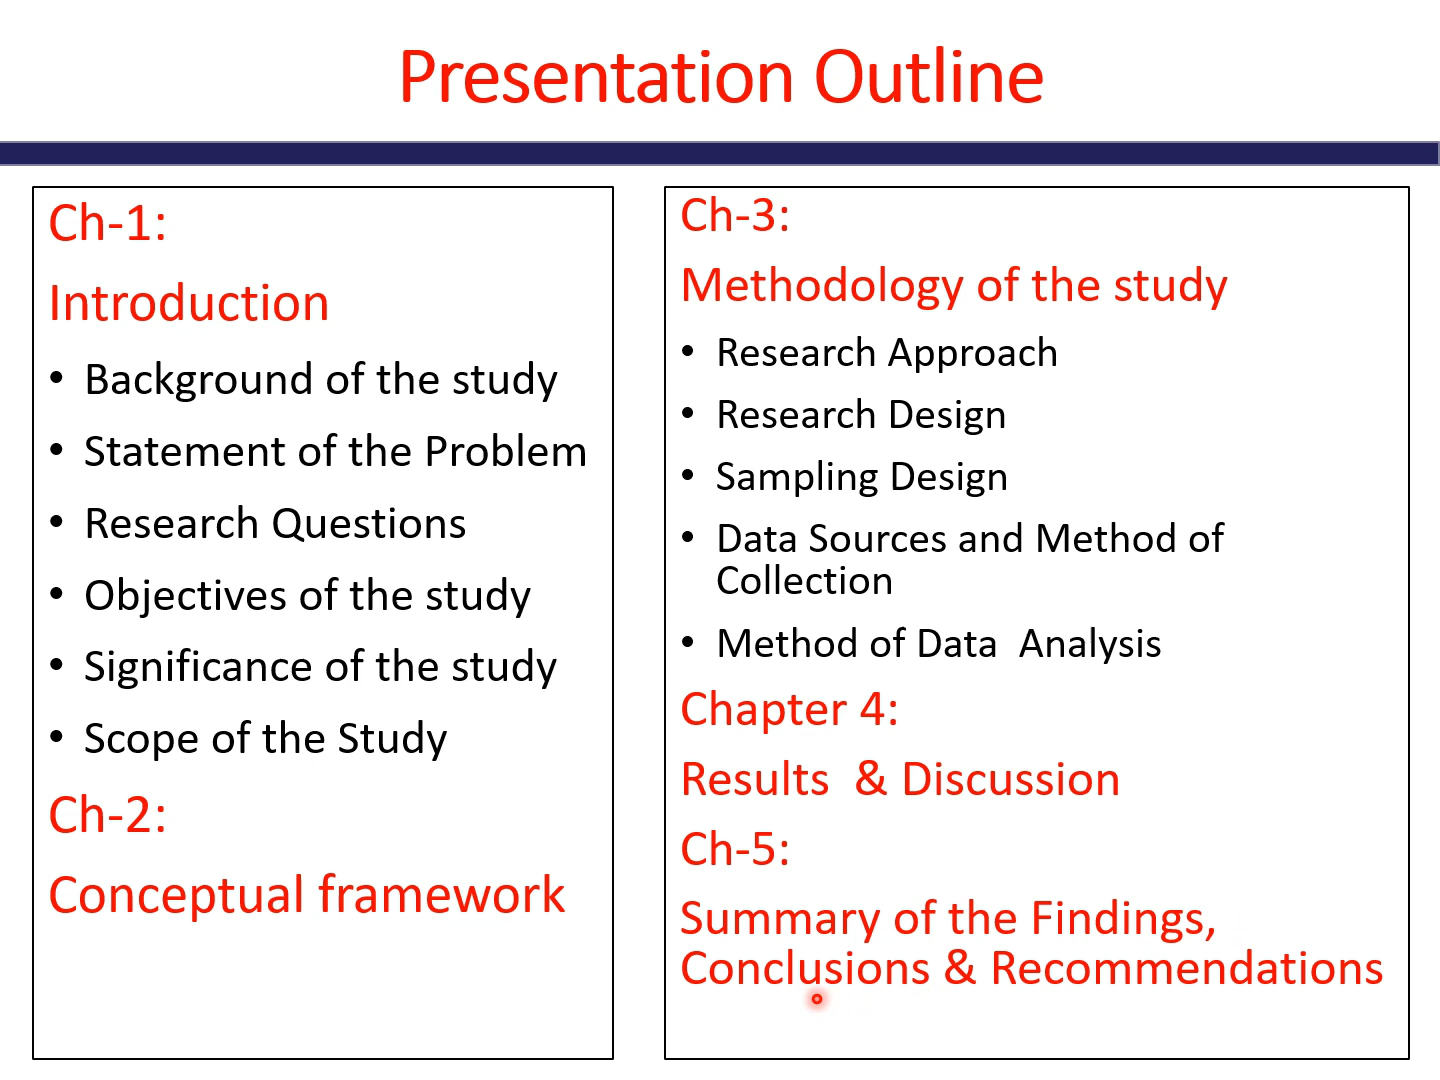 Presentation Outline
Ch-1:
Introduction
• Background of the study
• Statement of the Problem
• Research Questions
• Objectives of the study
• Significance of the study
• Scope of the Study
Ch-2:
Conceptual framework
Ch-3:
Methodology of the study
• Research Approach
• Research Design
• Sampling Design
• Data Sources and Method of
Collection
• Method of Data  Analysis
Chapter 4:
Results  & Discussion
Ch-5:
Summary of the Findings,
Conclusions & Recommendations